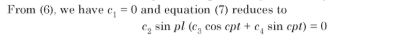 From (6), we have c₁ = 0 and equation (7) reduces to
c₂ sin pl (c₃ cos cpt + c₄ sin cpt) = 0